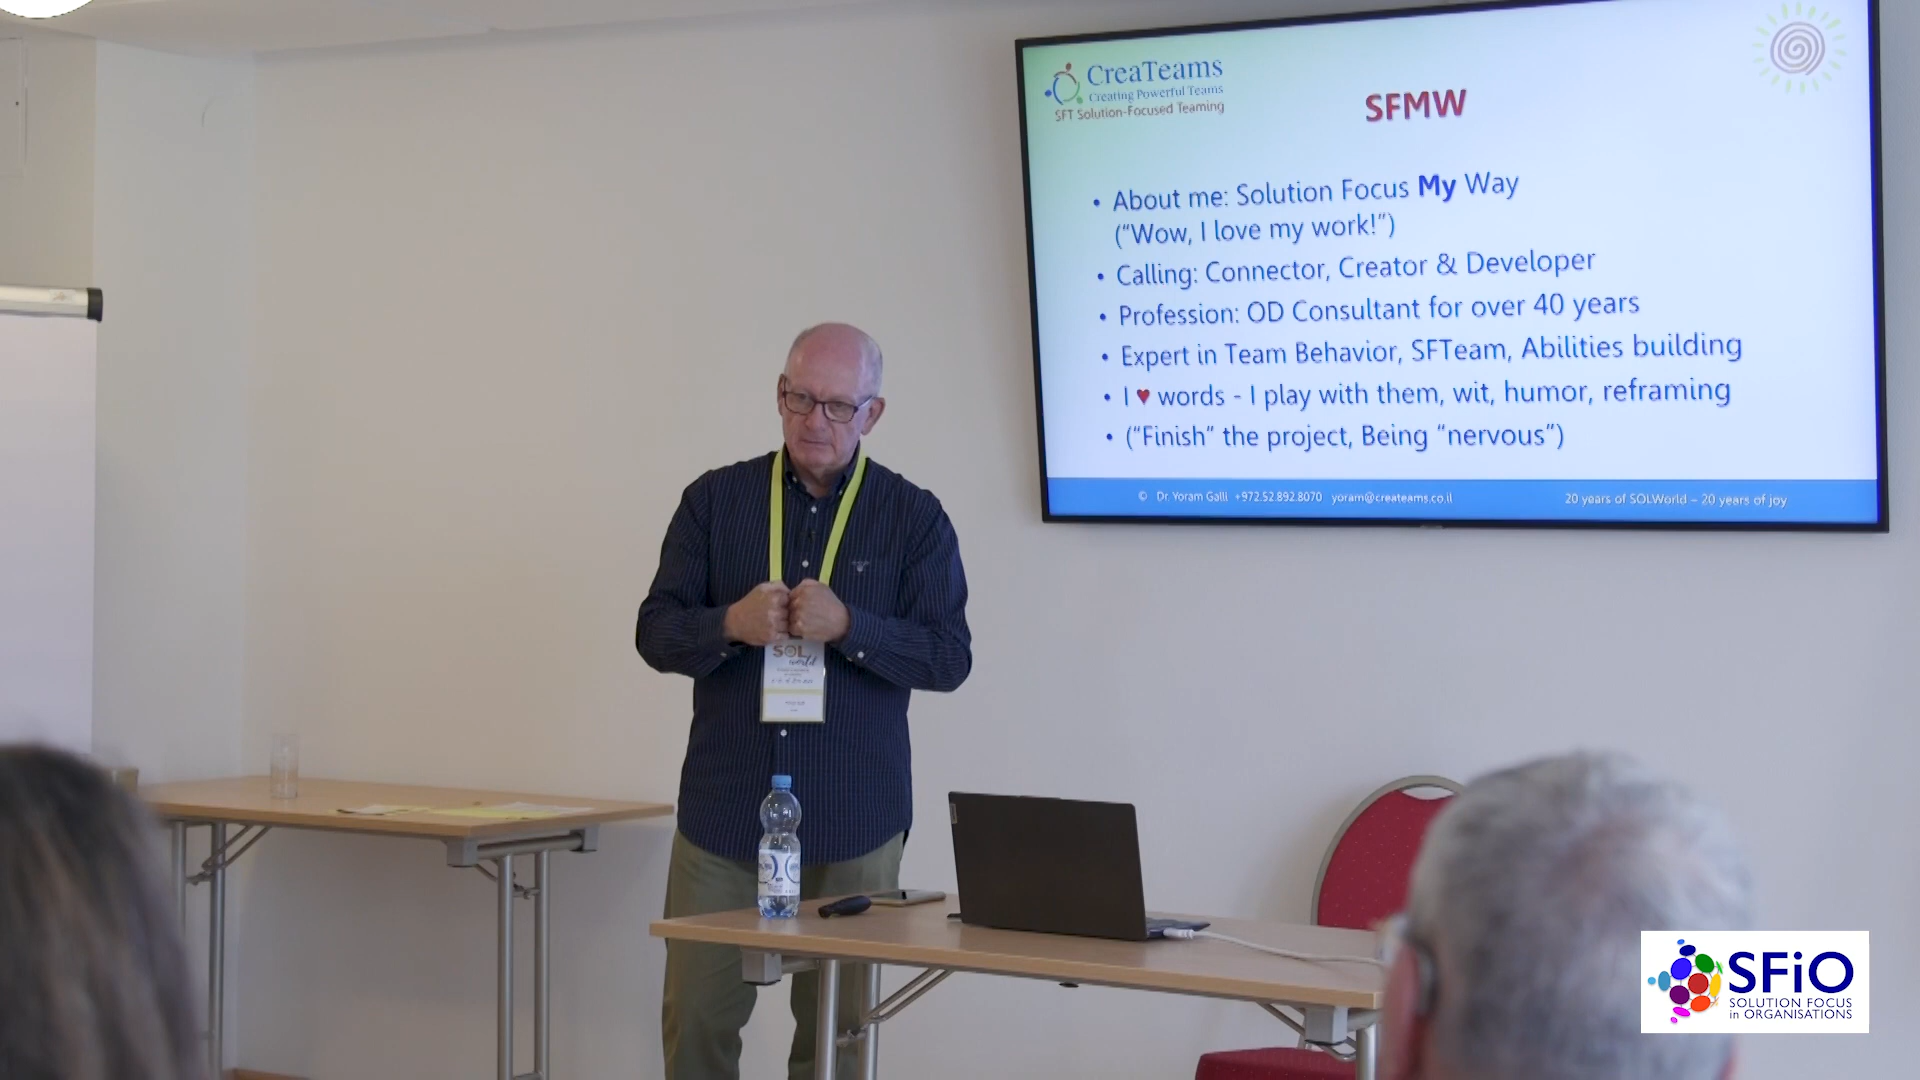 CreaTeams
Creating Powerful Teams
SFT Solution-Focused Teaming
SFMW
• About me: Solution Focus My Way
(“Wow, I love my work!”)
• Calling: Connector, Creator & Developer
• Profession: OD Consultant for over 40 years
• Expert in Team Behavior, SFTeam, Abilities building
• I ♥ words - I play with them, wit, humor, reframing
• (“Finish” the project, Being “nervous”)
© Dr. Yoram Galli +972.52.892.8070 yoram@createams.co.il
20 years of SOLWorld – 20 years of joy
SOL
world
SFiO
SOLUTION FOCUS
in ORGANISATIONS